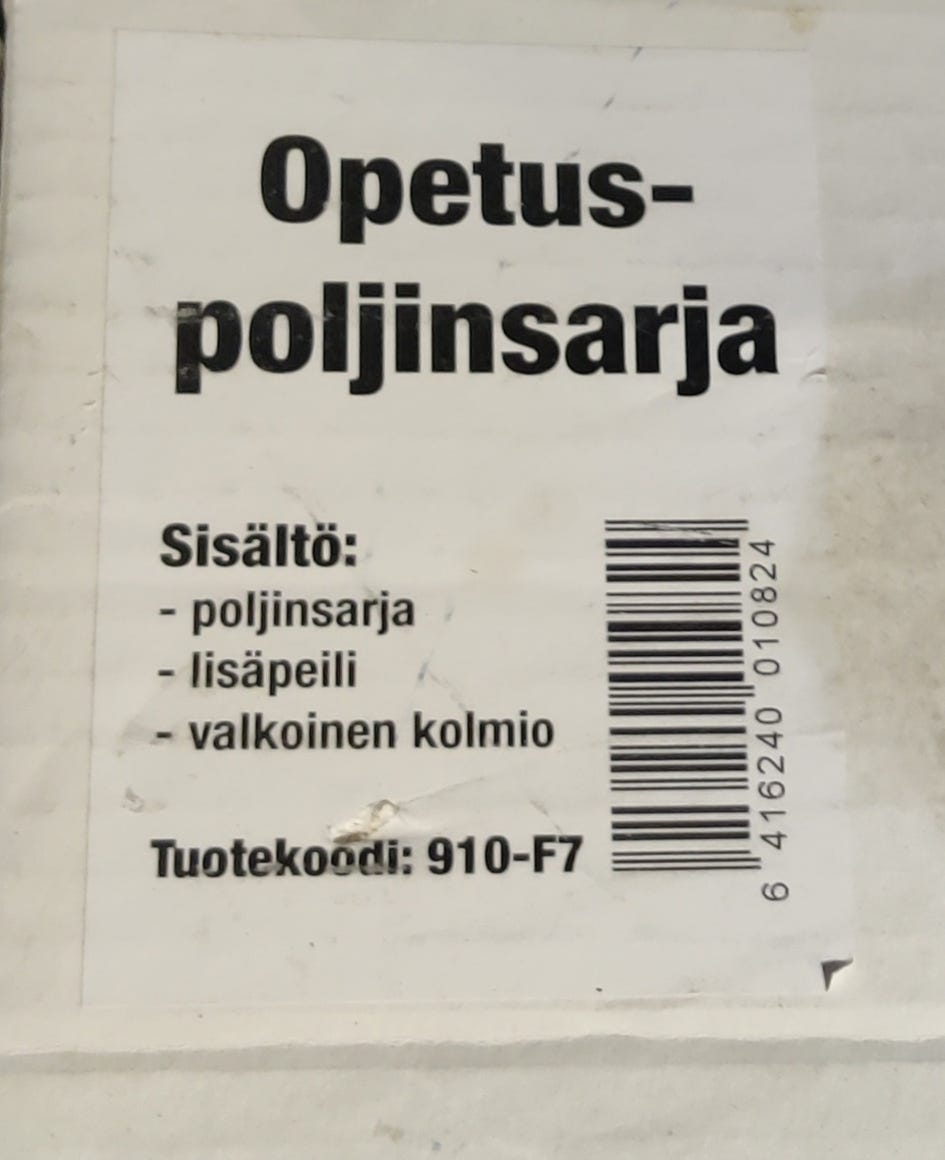 Opetus-
poljinsarja
Sisältö:
- poljinsarja
- lisäpeili
- valkoinen kolmio
Tuotekoodi: 910-F7
6 416240 010824